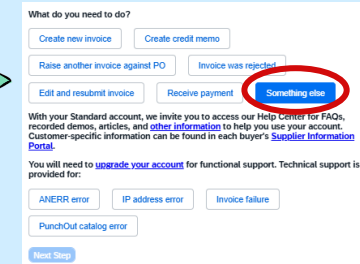 What do you need to do?
Create new invoice Create credit memo
Raise another invoice against PO Invoice was rejected
Edit and resubmit invoice Receive payment Something else
With your Standard account, we invite you to access our Help Center for FAQs,
recorded demos, articles, and other information to help you use your account.
Customer-specific information can be found in each buyer's Supplier Information
Portal.
You will need to upgrade your account for functional support. Technical support is
provided for:
ANERR error IP address error Invoice failure
PunchOut catalog error
Next Step